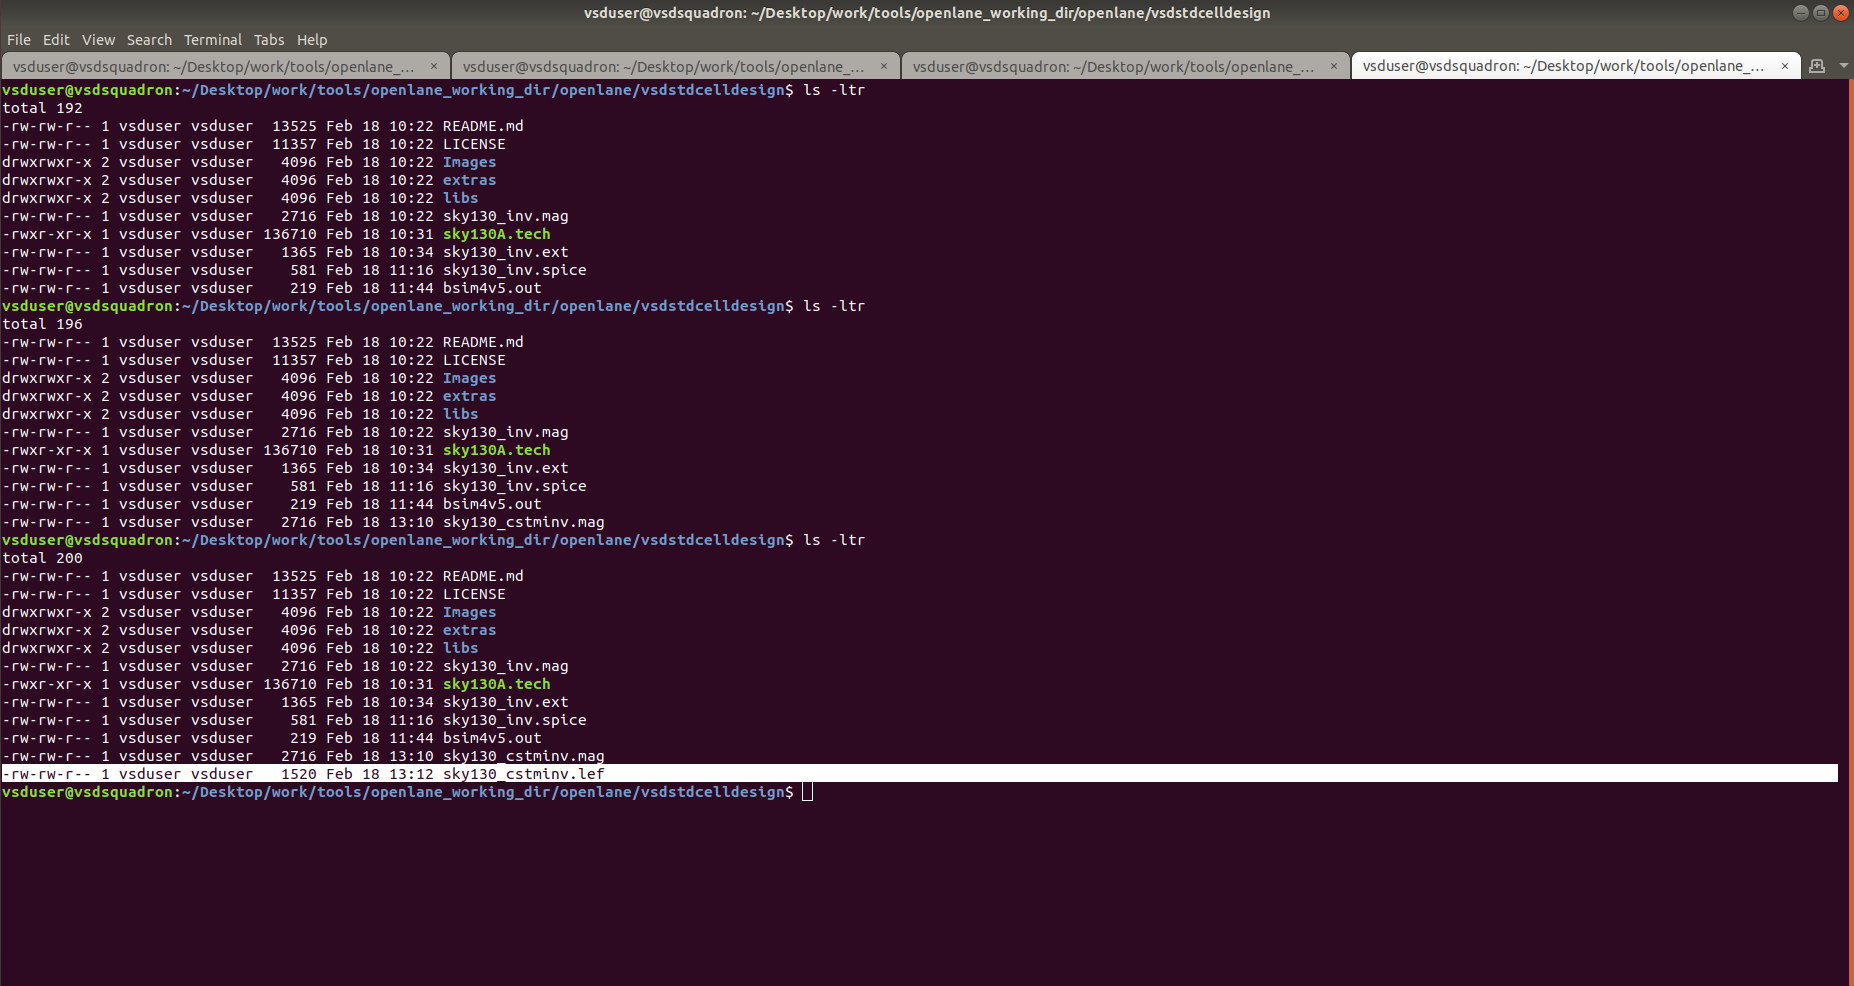 vsduser@vsdsquadron: ~/Desktop/work/tools/openlane_working_dir/openlane/vsdstdcelldesign
File Edit View Search Terminal Tabs Help
vsduser@vsdsquadron: ~/Desktop/work/tools/openlane_... × vsduser@vsdsquadron: ~/Desktop/work/tools/openlane_... × vsduser@vsdsquadron: ~/Desktop/work/tools/openlane_... × vsduser@vsdsquadron: ~/Desktop/work/tools/openlane_... ×
vsduser@vsdsquadron:~/Desktop/work/tools/openlane_working_dir/openlane/vsdstdcelldesign$ ls -ltr
total 192
-rw-rw-r-- 1 vsduser vsduser  13525 Feb 18 10:22 README.md
-rw-rw-r-- 1 vsduser vsduser  11357 Feb 18 10:22 LICENSE
drwxrwxr-x 2 vsduser vsduser   4096 Feb 18 10:22 Images
drwxrwxr-x 2 vsduser vsduser   4096 Feb 18 10:22 extras
drwxrwxr-x 2 vsduser vsduser   4096 Feb 18 10:22 libs
-rw-rw-r-- 1 vsduser vsduser   2716 Feb 18 10:22 sky130_inv.mag
-rwxr-xr-x 1 vsduser vsduser 136710 Feb 18 10:31 sky130A.tech
-rw-rw-r-- 1 vsduser vsduser   1365 Feb 18 10:34 sky130_inv.ext
-rw-rw-r-- 1 vsduser vsduser    581 Feb 18 11:16 sky130_inv.spice
-rw-rw-r-- 1 vsduser vsduser    219 Feb 18 11:44 bsim4v5.out
vsduser@vsdsquadron:~/Desktop/work/tools/openlane_working_dir/openlane/vsdstdcelldesign$ ls -ltr
total 196
-rw-rw-r-- 1 vsduser vsduser  13525 Feb 18 10:22 README.md
-rw-rw-r-- 1 vsduser vsduser  11357 Feb 18 10:22 LICENSE
drwxrwxr-x 2 vsduser vsduser   4096 Feb 18 10:22 Images
drwxrwxr-x 2 vsduser vsduser   4096 Feb 18 10:22 extras
drwxrwxr-x 2 vsduser vsduser   4096 Feb 18 10:22 libs
-rw-rw-r-- 1 vsduser vsduser   2716 Feb 18 10:22 sky130_inv.mag
-rwxr-xr-x 1 vsduser vsduser 136710 Feb 18 10:31 sky130A.tech
-rw-rw-r-- 1 vsduser vsduser   1365 Feb 18 10:34 sky130_inv.ext
-rw-rw-r-- 1 vsduser vsduser    581 Feb 18 11:16 sky130_inv.spice
-rw-rw-r-- 1 vsduser vsduser    219 Feb 18 11:44 bsim4v5.out
-rw-rw-r-- 1 vsduser vsduser   2716 Feb 18 13:10 sky130_cstminv.mag
vsduser@vsdsquadron:~/Desktop/work/tools/openlane_working_dir/openlane/vsdstdcelldesign$ ls -ltr
total 200
-rw-rw-r-- 1 vsduser vsduser  13525 Feb 18 10:22 README.md
-rw-rw-r-- 1 vsduser vsduser  11357 Feb 18 10:22 LICENSE
drwxrwxr-x 2 vsduser vsduser   4096 Feb 18 10:22 Images
drwxrwxr-x 2 vsduser vsduser   4096 Feb 18 10:22 extras
drwxrwxr-x 2 vsduser vsduser   4096 Feb 18 10:22 libs
-rw-rw-r-- 1 vsduser vsduser   2716 Feb 18 10:22 sky130_inv.mag
-rwxr-xr-x 1 vsduser vsduser 136710 Feb 18 10:31 sky130A.tech
-rw-rw-r-- 1 vsduser vsduser   1365 Feb 18 10:34 sky130_inv.ext
-rw-rw-r-- 1 vsduser vsduser    581 Feb 18 11:16 sky130_inv.spice
-rw-rw-r-- 1 vsduser vsduser    219 Feb 18 11:44 bsim4v5.out
-rw-rw-r-- 1 vsduser vsduser   2716 Feb 18 13:10 sky130_cstminv.mag
-rw-rw-r-- 1 vsduser vsduser   1520 Feb 18 13:12 sky130_cstminv.lef
vsduser@vsdsquadron:~/Desktop/work/tools/openlane_working_dir/openlane/vsdstdcelldesign$